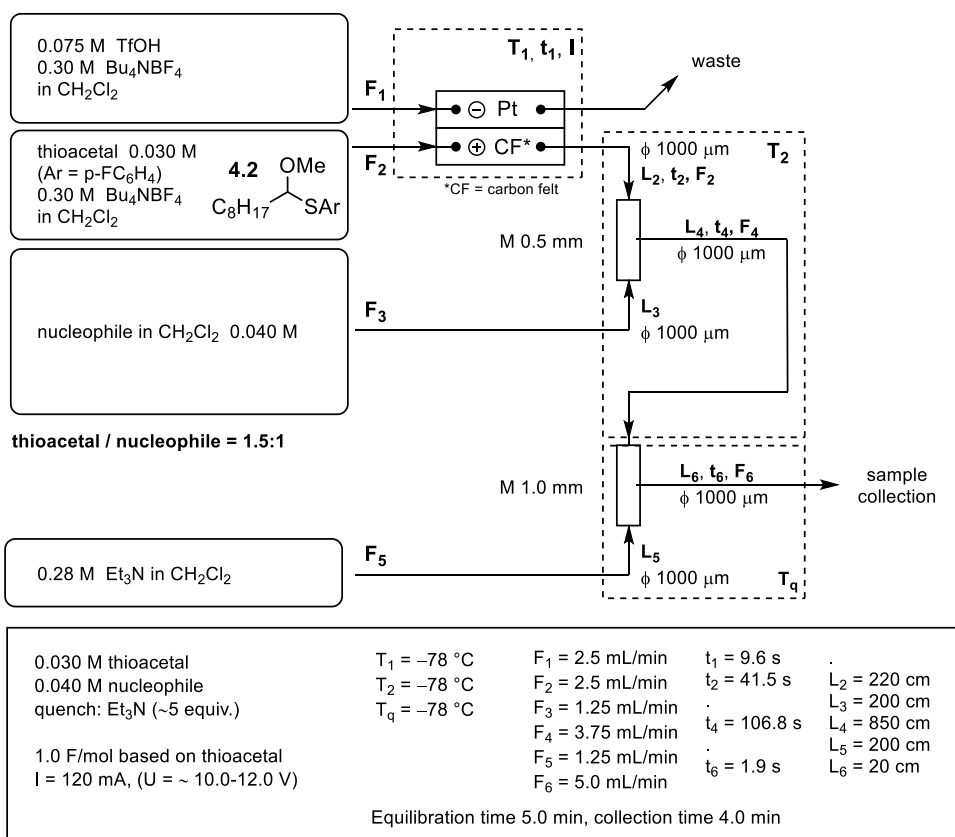 0.075 M TfOH
0.30 M Bu4NBF4
in CH2Cl2
F1
T1, t1, I
⊖ Pt
⊕ CF*
*CF = carbon felt
waste
thioacetal 0.030 M
(Ar = p-FC6H4)
0.30 M Bu4NBF4
in CH2Cl2
4.2
OMe
C8H17
SAr
F2
ϕ 1000 μm
L2, t2, F2
T2
M 0.5 mm
L4, t4, F4
ϕ 1000 μm
nucleophile in CH2Cl2 0.040 M
F3
L3
ϕ 1000 μm
thioacetal / nucleophile = 1.5:1
M 1.0 mm
L6, t6, F6
ϕ 1000 μm
sample
collection
0.28 M Et3N in CH2Cl2
F5
L5
ϕ 1000 μm
Tq
0.030 M thioacetal
0.040 M nucleophile
quench: Et3N (~5 equiv.)
1.0 F/mol based on thioacetal
I = 120 mA, (U = ~ 10.0-12.0 V)
T1 = –78 °C
T2 = –78 °C
Tq = –78 °C
F1 = 2.5 mL/min
F2 = 2.5 mL/min
F3 = 1.25 mL/min
F4 = 3.75 mL/min
F5 = 1.25 mL/min
F6 = 5.0 mL/min
t1 = 9.6 s
t2 = 41.5 s
.
t4 = 106.8 s
.
t6 = 1.9 s
.
L2 = 220 cm
L3 = 200 cm
L4 = 850 cm
L5 = 200 cm
L6 = 20 cm
Equilibration time 5.0 min, collection time 4.0 min